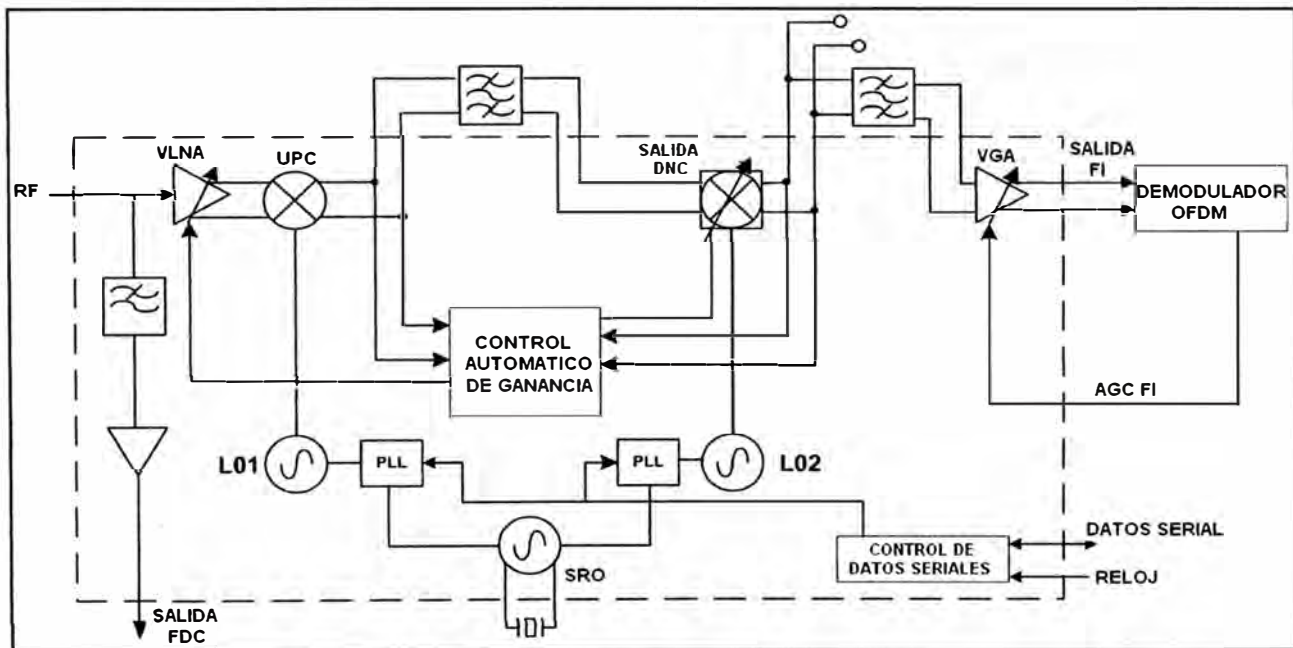 VLNA
UPC
SALIDA
DNC
VGA
SALIDA
FI
RF
DEMODULADOR
OFDM
CONTROL
AUTOMATICO
DE GANANCIA
AGC FI
L01
PLL
PLL
L02
SRO
CONTROL DE
DATOS SERIALES
DATOS SERIAL
RELOJ
SALIDA
FDC